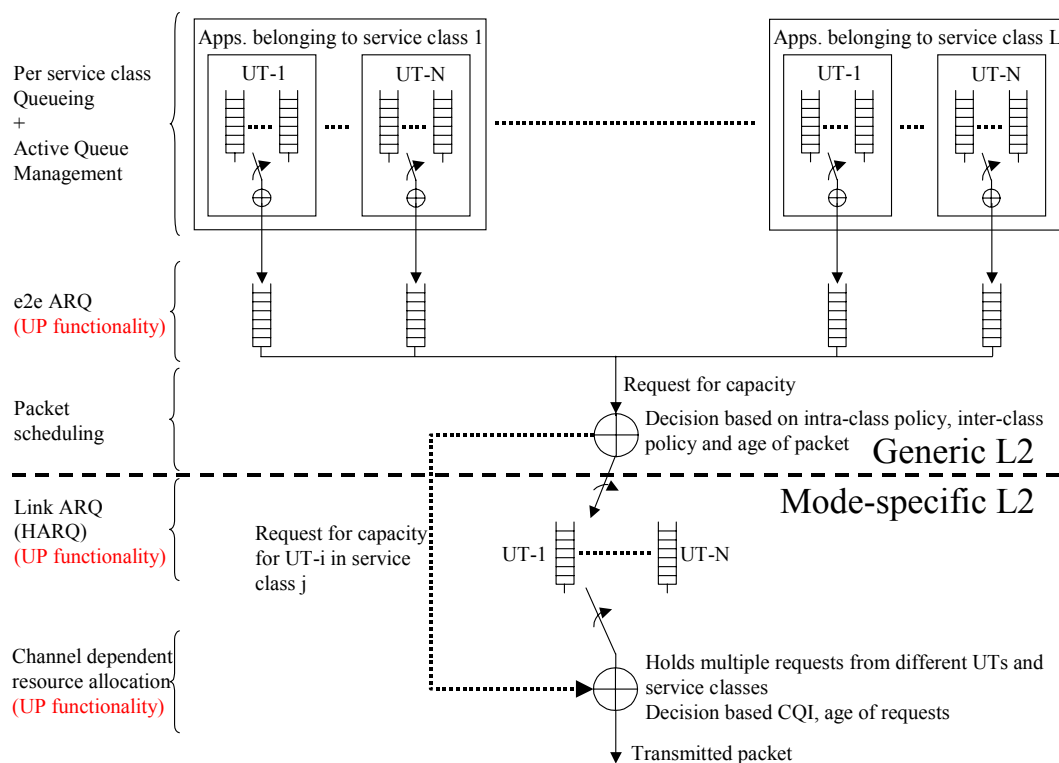 Apps. belonging to service class 1
Apps. belonging to service class L
UT-1
UT-N
UT-1
UT-N
Per service class
Queueing
+
Active Queue
Management
e2e ARQ
(UP functionality)
Request for capacity
Packet
scheduling
Decision based on intra-class policy, inter-class
policy and age of packet
Generic L2
Mode-specific L2
Link ARQ
(HARQ)
(UP functionality)
Request for capacity
for UT-i in service
class j
UT-1
UT-N
Channel dependent
resource allocation
(UP functionality)
Holds multiple requests from different UTs and
service classes
Decision based CQI, age of requests
Transmitted packet